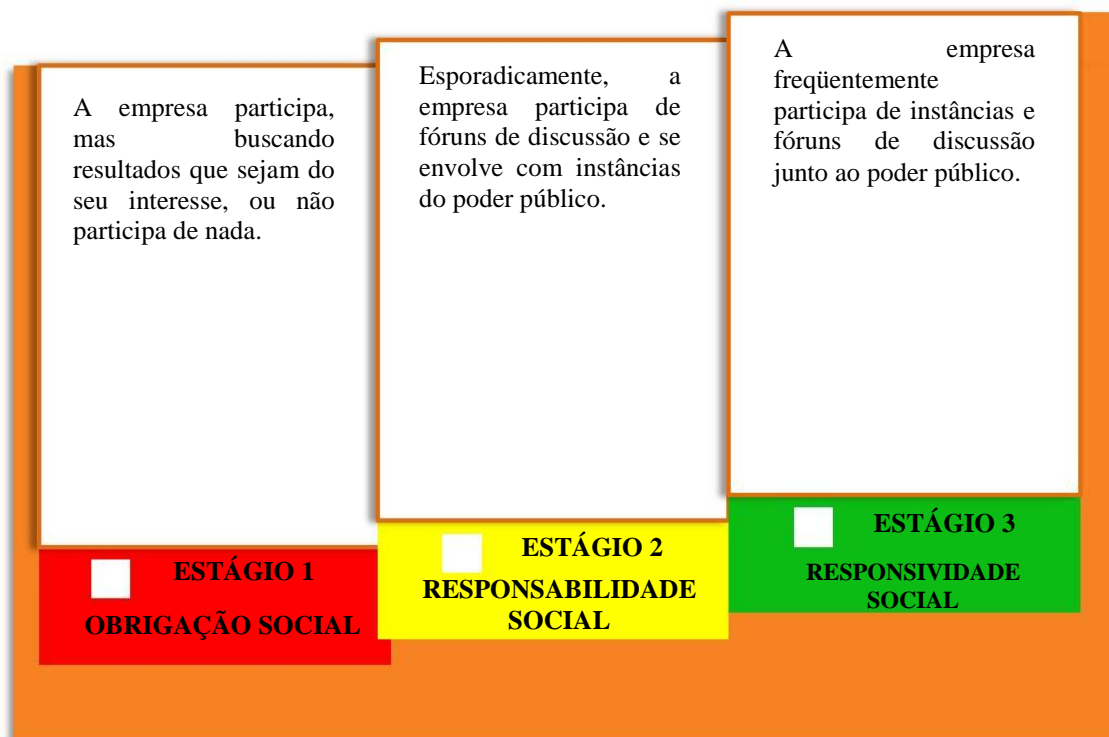 A empresa participa,
mas buscando
resultados que sejam do
seu interesse, ou não
participa de nada.
ESTÁGIO 1
OBRIGAÇÃO SOCIAL
Esporadicamente, a
empresa participa de
fóruns de discussão e se
envolve com instâncias
do poder público.
ESTÁGIO 2
RESPONSABILIDADE
SOCIAL
A empresa
freqüentemente
participa de instâncias e
fóruns de discussão
junto ao poder público.
ESTÁGIO 3
RESPONSIVIDADE
SOCIAL